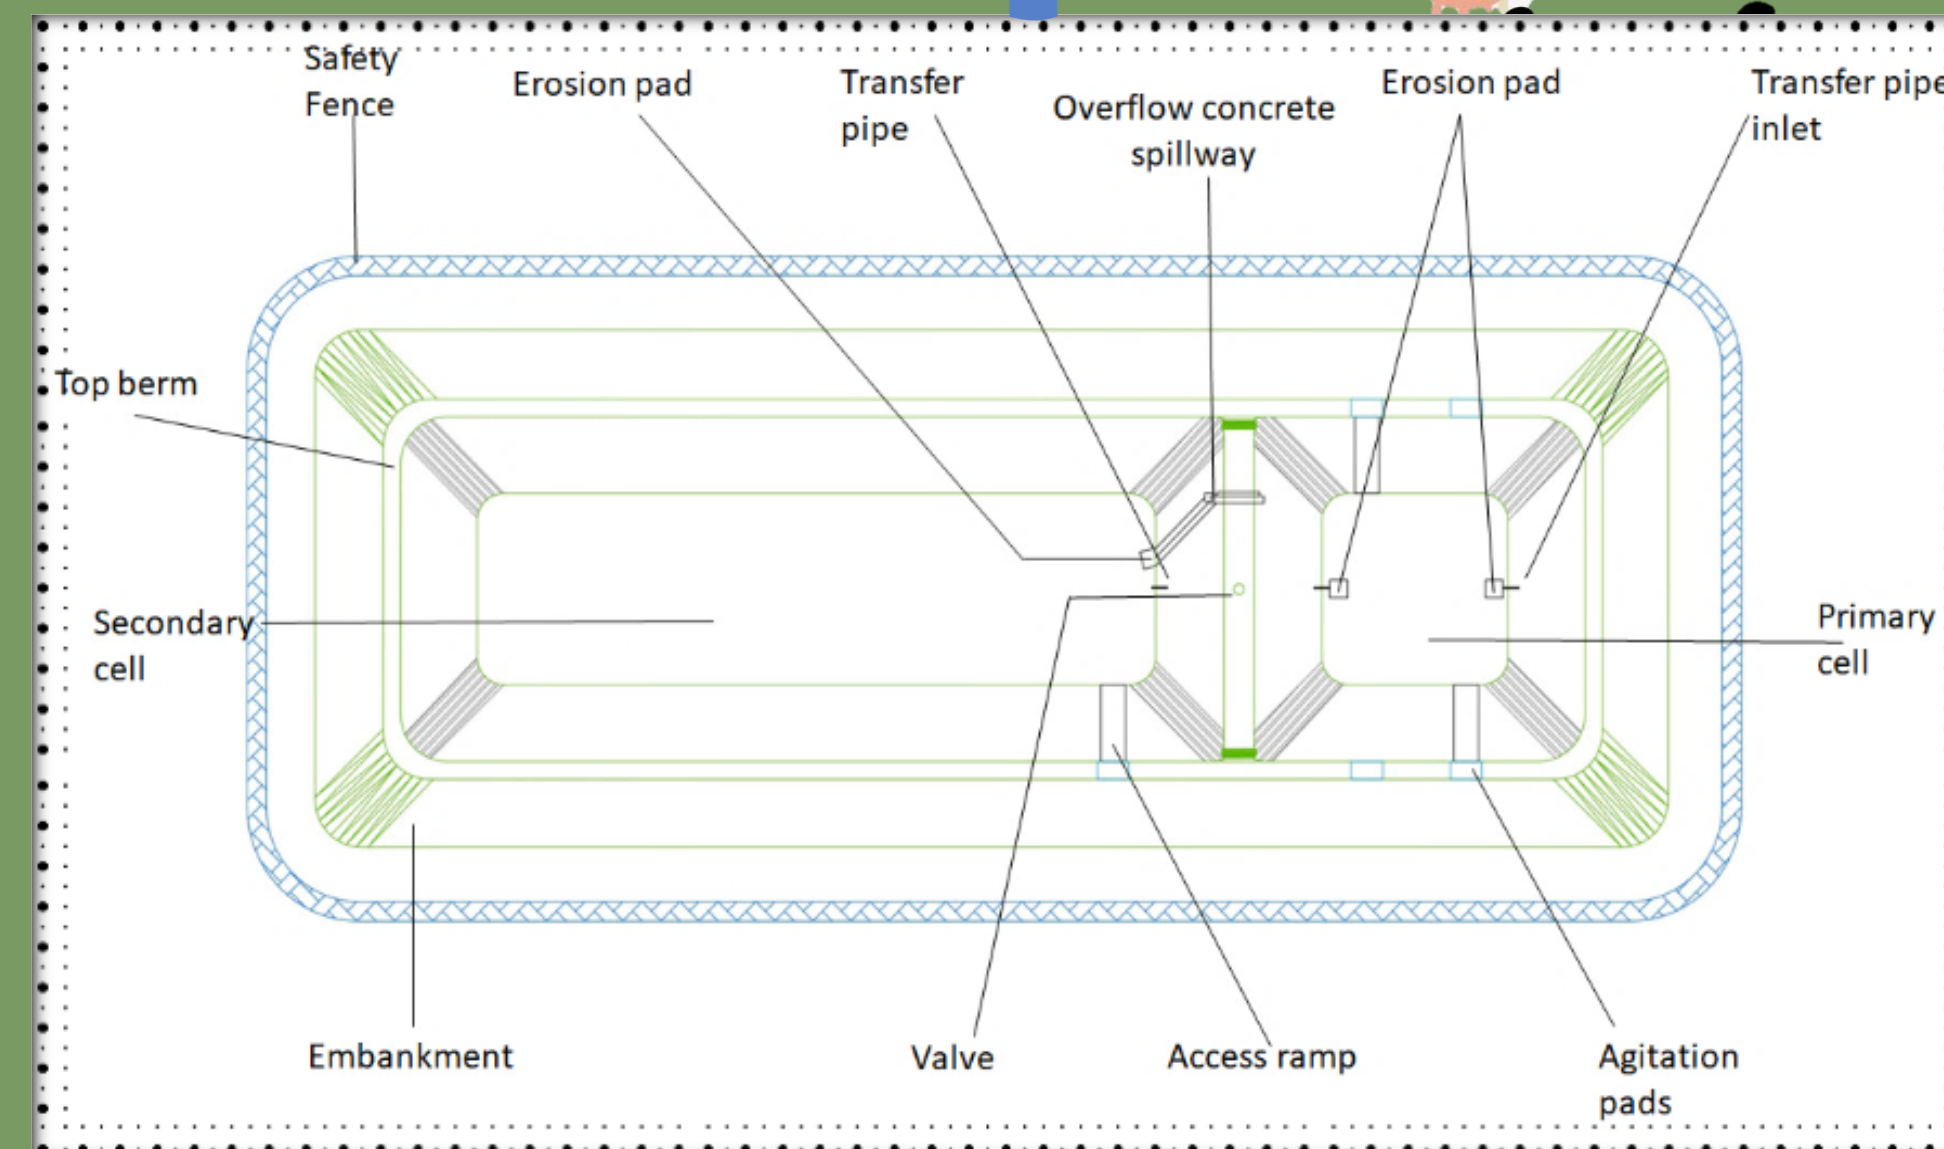 Safety
Fence
Erosion pad
Transfer
pipe
Overflow concrete
spillway
Erosion pad
Transfer pipe
inlet
Top berm
Secondary
cell
Primary
cell
Embankment
Valve
Access ramp
Agitation
pads